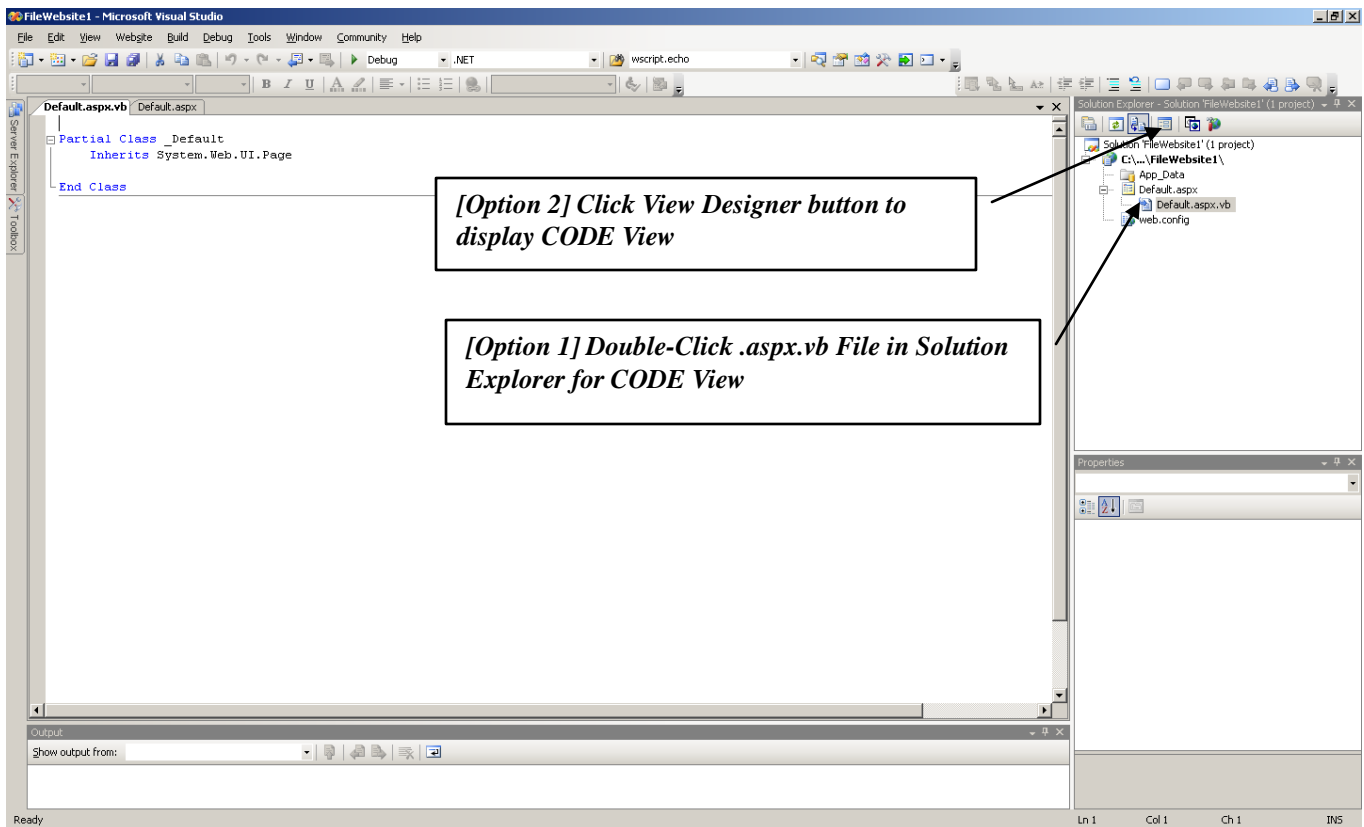 FileWebsite1 - Microsoft Visual Studio
File Edit View Website Build Debug Tools Window Community Help
Debug .NET wscript.echo
B I U A
Default.aspx.vb Default.aspx
Solution Explorer - Solution 'FileWebsite1' (1 project)
Server Explorer
Toolbox
Partial Class _Default
Inherits System.Web.UI.Page
End Class
Solution 'FileWebsite1' (1 project)
C:\...\FileWebsite1\
App_Data
Default.aspx
Default.aspx.vb
web.config
[Option 2] Click View Designer button to
display CODE View
[Option 1] Double-Click .aspx.vb File in Solution
Explorer for CODE View
Properties
Output
Show output from:
Ready Ln 1 Col 1 Ch 1 INS